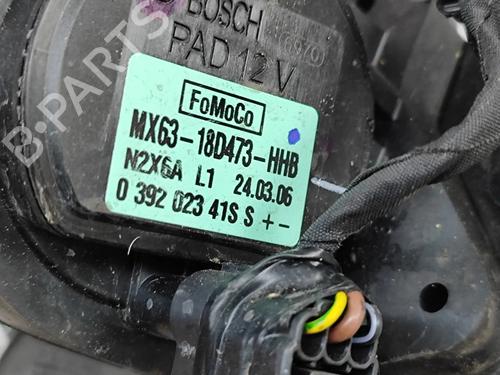 BOSCH
PAD 12 V
FoMoCo
MX63-18D473-HHB
N2X6A L1 24.03.06
0 392 023 41S S + -
B-PARTS